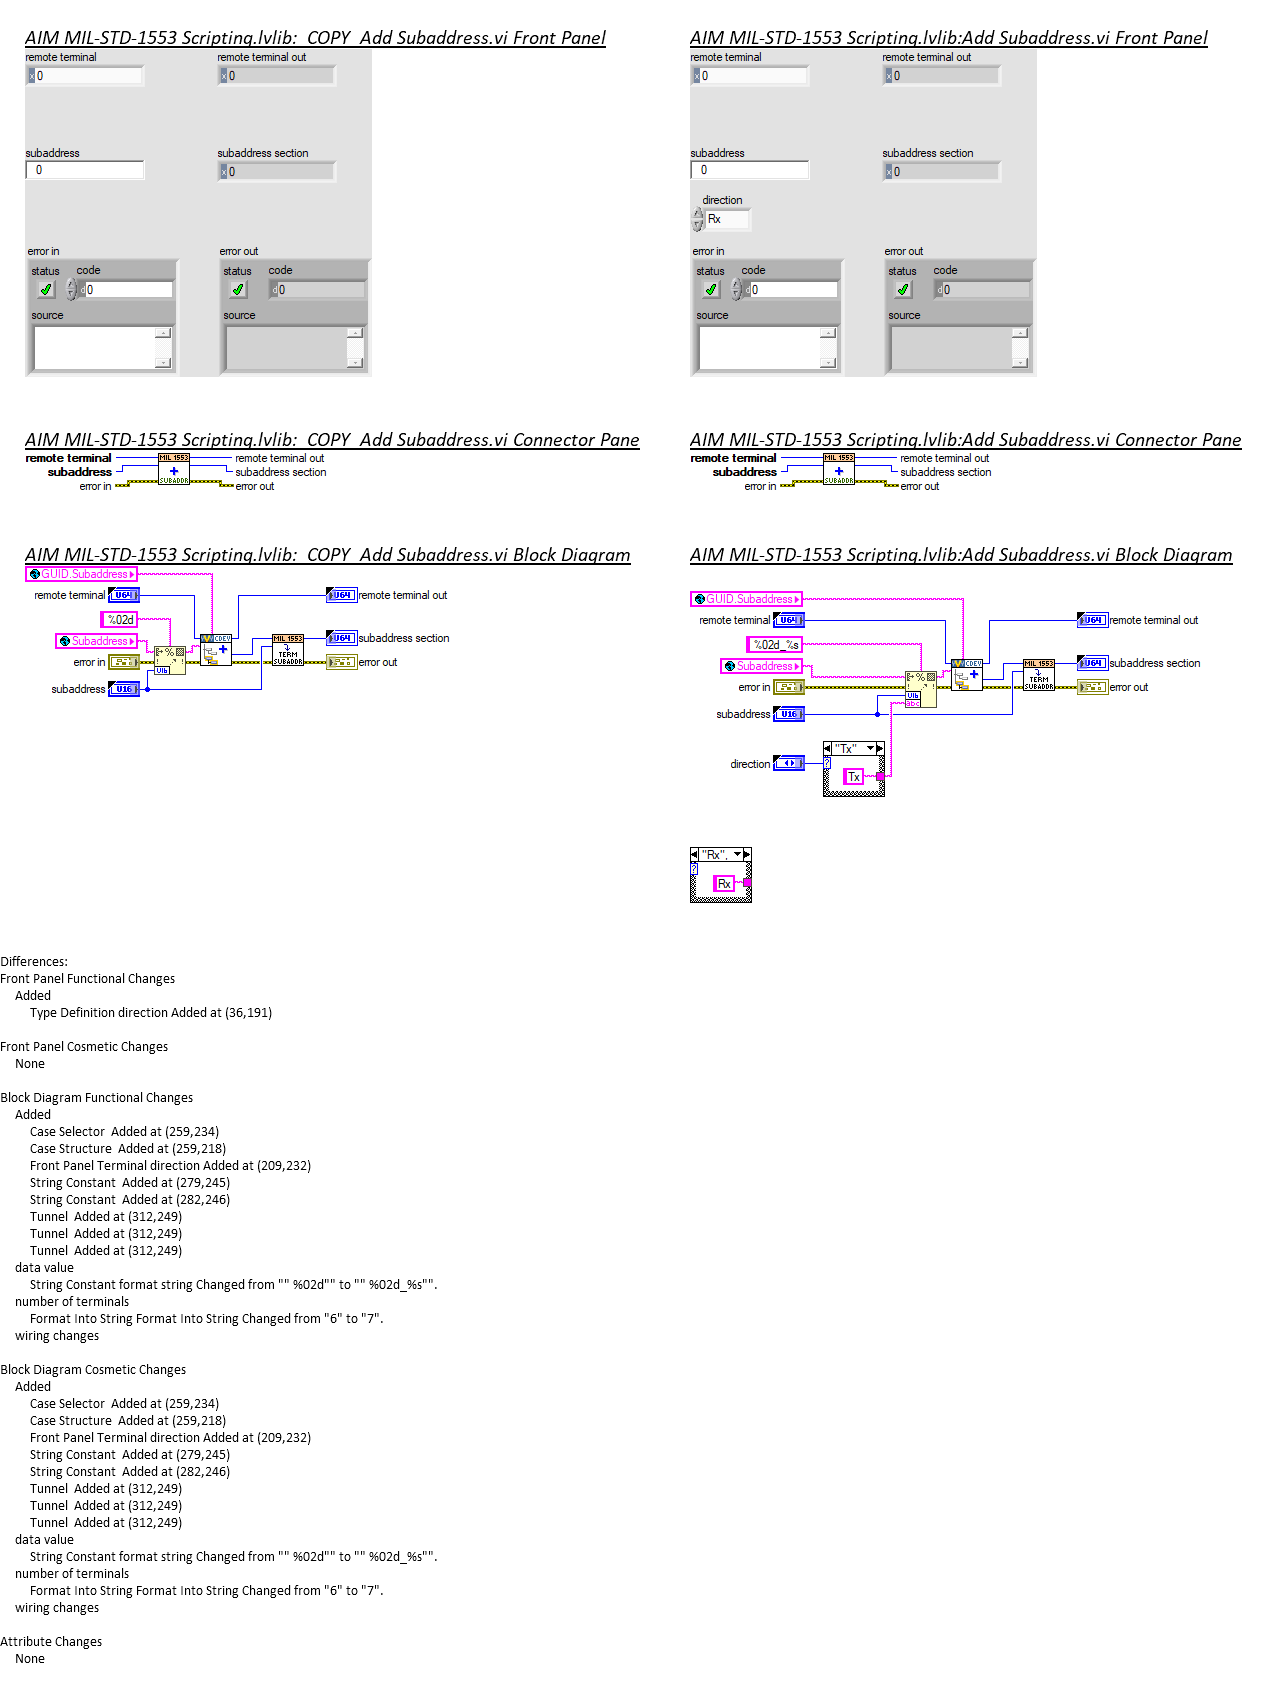 AIM MIL-STD-1553 Scripting.lvlib:_COPY_Add Subaddress.vi Front Panel
remote terminal
remote terminal out
x 0
x 0
subaddress
subaddress section
0
x 0
error in
error out
status code
status code
d 0
d 0
source
source
AIM MIL-STD-1553 Scripting.lvlib:Add Subaddress.vi Front Panel
remote terminal
remote terminal out
x 0
x 0
subaddress
subaddress section
0
x 0
direction
Rx
error in
error out
status code
status code
d 0
d 0
source
source
AIM MIL-STD-1553 Scripting.lvlib:_COPY_Add Subaddress.vi Connector Pane
remote terminal
MIL 1553
remote terminal out
subaddress
subaddress section
error in
SUBADDR
error out
AIM MIL-STD-1553 Scripting.lvlib:Add Subaddress.vi Connector Pane
remote terminal
MIL 1553
remote terminal out
subaddress
subaddress section
error in
SUBADDR
error out
AIM MIL-STD-1553 Scripting.lvlib:_COPY_Add Subaddress.vi Block Diagram
GUID.Subaddress
remote terminal
U64
U64
remote terminal out
%02d
Subaddress
CDEV
MIL 1553
U64
subaddress section
error in
TERM
SUBADDR
error out
U16
subaddress
U16
AIM MIL-STD-1553 Scripting.lvlib:Add Subaddress.vi Block Diagram
GUID.Subaddress
remote terminal
U64
U64
remote terminal out
%02d_%s
Subaddress
CDEV
MIL 1553
U64
subaddress section
error in
TERM
SUBADDR
error out
U16
abc
subaddress
U16
"Tx"
direction
?
Tx
"Rx",
?
Rx
Differences:
Front Panel Functional Changes
Added
Type Definition direction Added at (36,191)
Front Panel Cosmetic Changes
None
Block Diagram Functional Changes
Added
Case Selector  Added at (259,234)
Case Structure  Added at (259,218)
Front Panel Terminal direction Added at (209,232)
String Constant  Added at (279,245)
String Constant  Added at (282,246)
Tunnel  Added at (312,249)
Tunnel  Added at (312,249)
Tunnel  Added at (312,249)
data value
String Constant format string Changed from "" %02d"" to "" %02d_%s"".
number of terminals
Format Into String Format Into String Changed from "6" to "7".
wiring changes
Block Diagram Cosmetic Changes
Added
Case Selector  Added at (259,234)
Case Structure  Added at (259,218)
Front Panel Terminal direction Added at (209,232)
String Constant  Added at (279,245)
String Constant  Added at (282,246)
Tunnel  Added at (312,249)
Tunnel  Added at (312,249)
Tunnel  Added at (312,249)
data value
String Constant format string Changed from "" %02d"" to "" %02d_%s"".
number of terminals
Format Into String Format Into String Changed from "6" to "7".
wiring changes
Attribute Changes
None